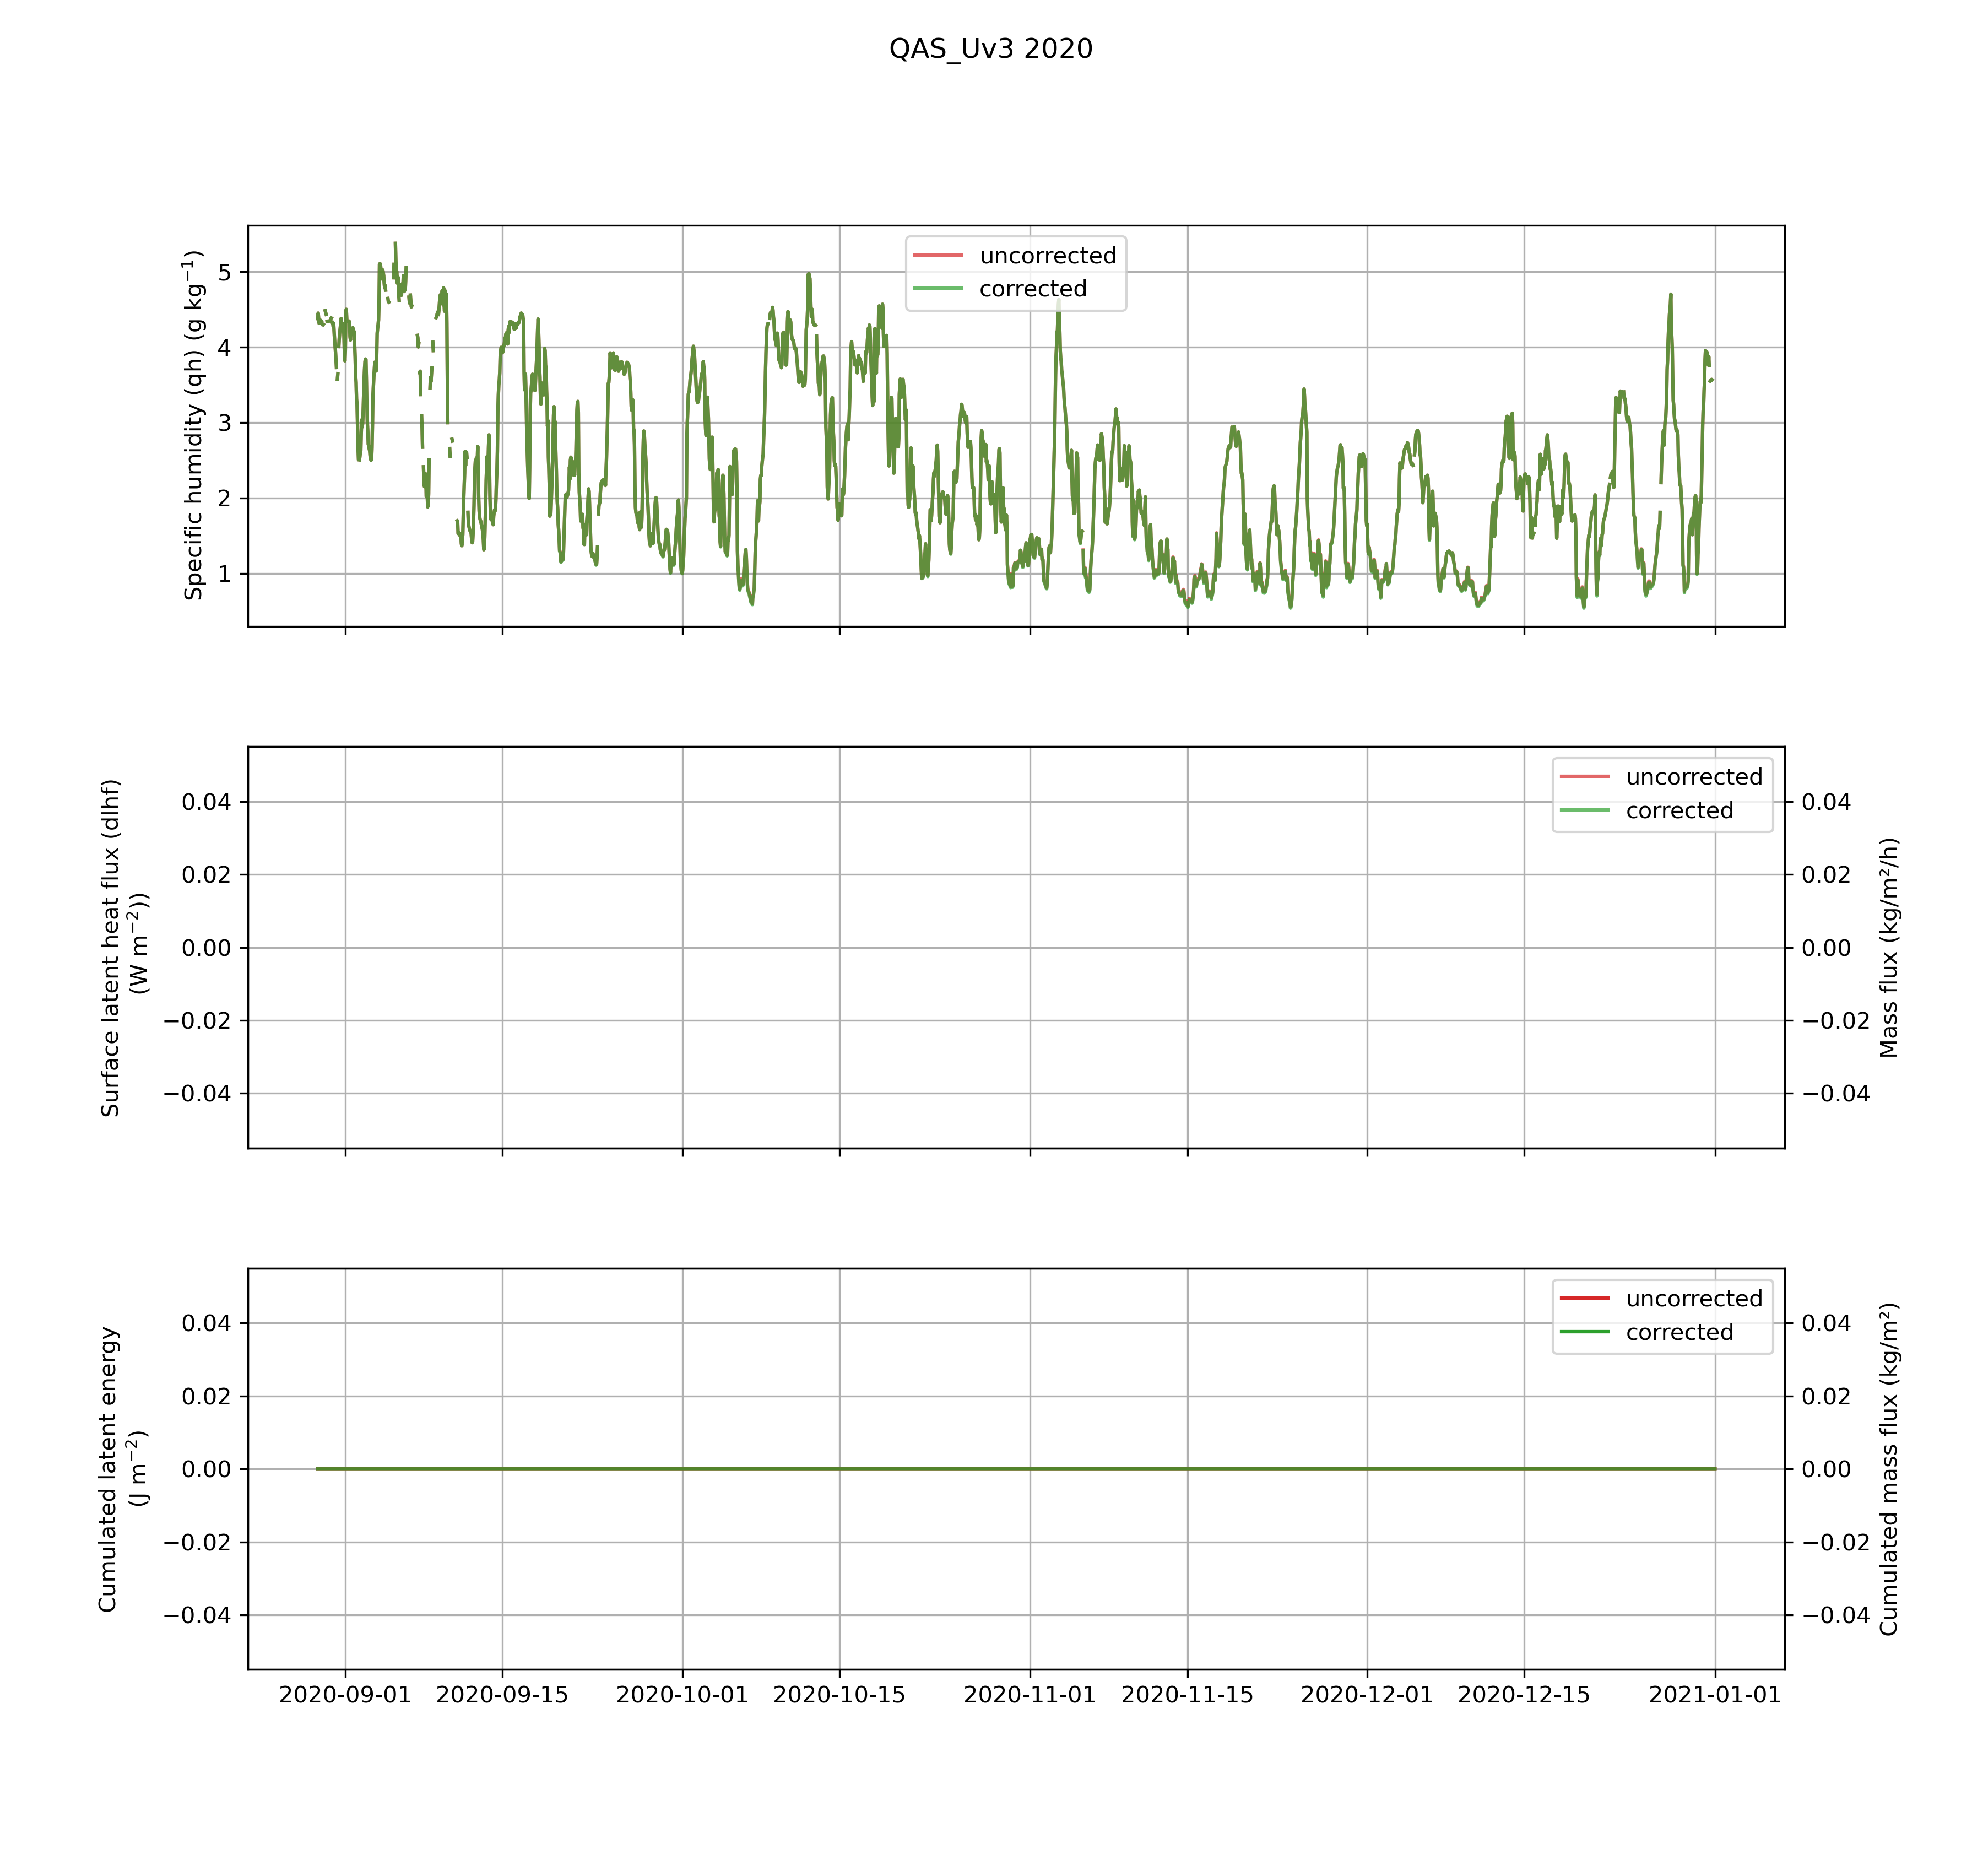 QAS_Uv3 2020
Specific humidity (qh) (g kg⁻¹)
5
4
3
2
1
uncorrected
corrected
Surface latent heat flux (dlhf)
(W m⁻²))
0.04
0.02
0.00
−0.02
−0.04
uncorrected
corrected
0.04
0.02
0.00
−0.02
−0.04
Mass flux (kg/m²/h)
Cumulated latent energy
(J m⁻²)
0.04
0.02
0.00
−0.02
−0.04
uncorrected
corrected
0.04
0.02
0.00
−0.02
−0.04
Cumulated mass flux (kg/m²)
2020-09-01 2020-09-15 2020-10-01 2020-10-15 2020-11-01 2020-11-15 2020-12-01 2020-12-15 2021-01-01